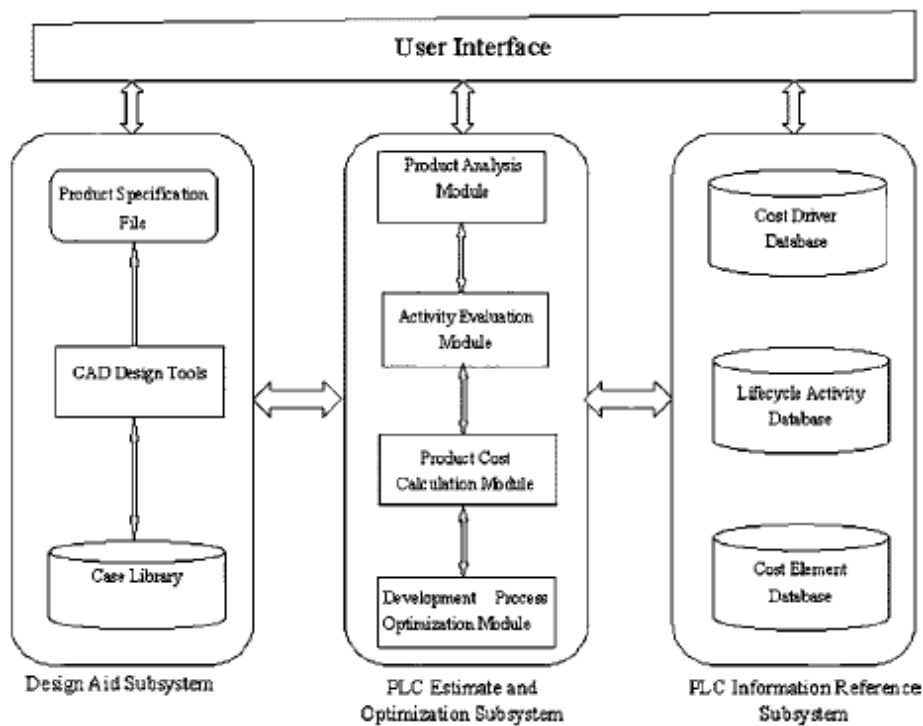 User Interface
Product Specification
File
CAD Design Tools
Case Library
Design Aid Subsystem
Product Analysis
Module
Activity Evaluation
Module
Product Cost
Calculation Module
Development Process
Optimization Module
PLC Estimate and
Optimization Subsystem
Cost Driver
Database
Lifecycle Activity
Database
Cost Element
Database
PLC Information Reference
Subsystem